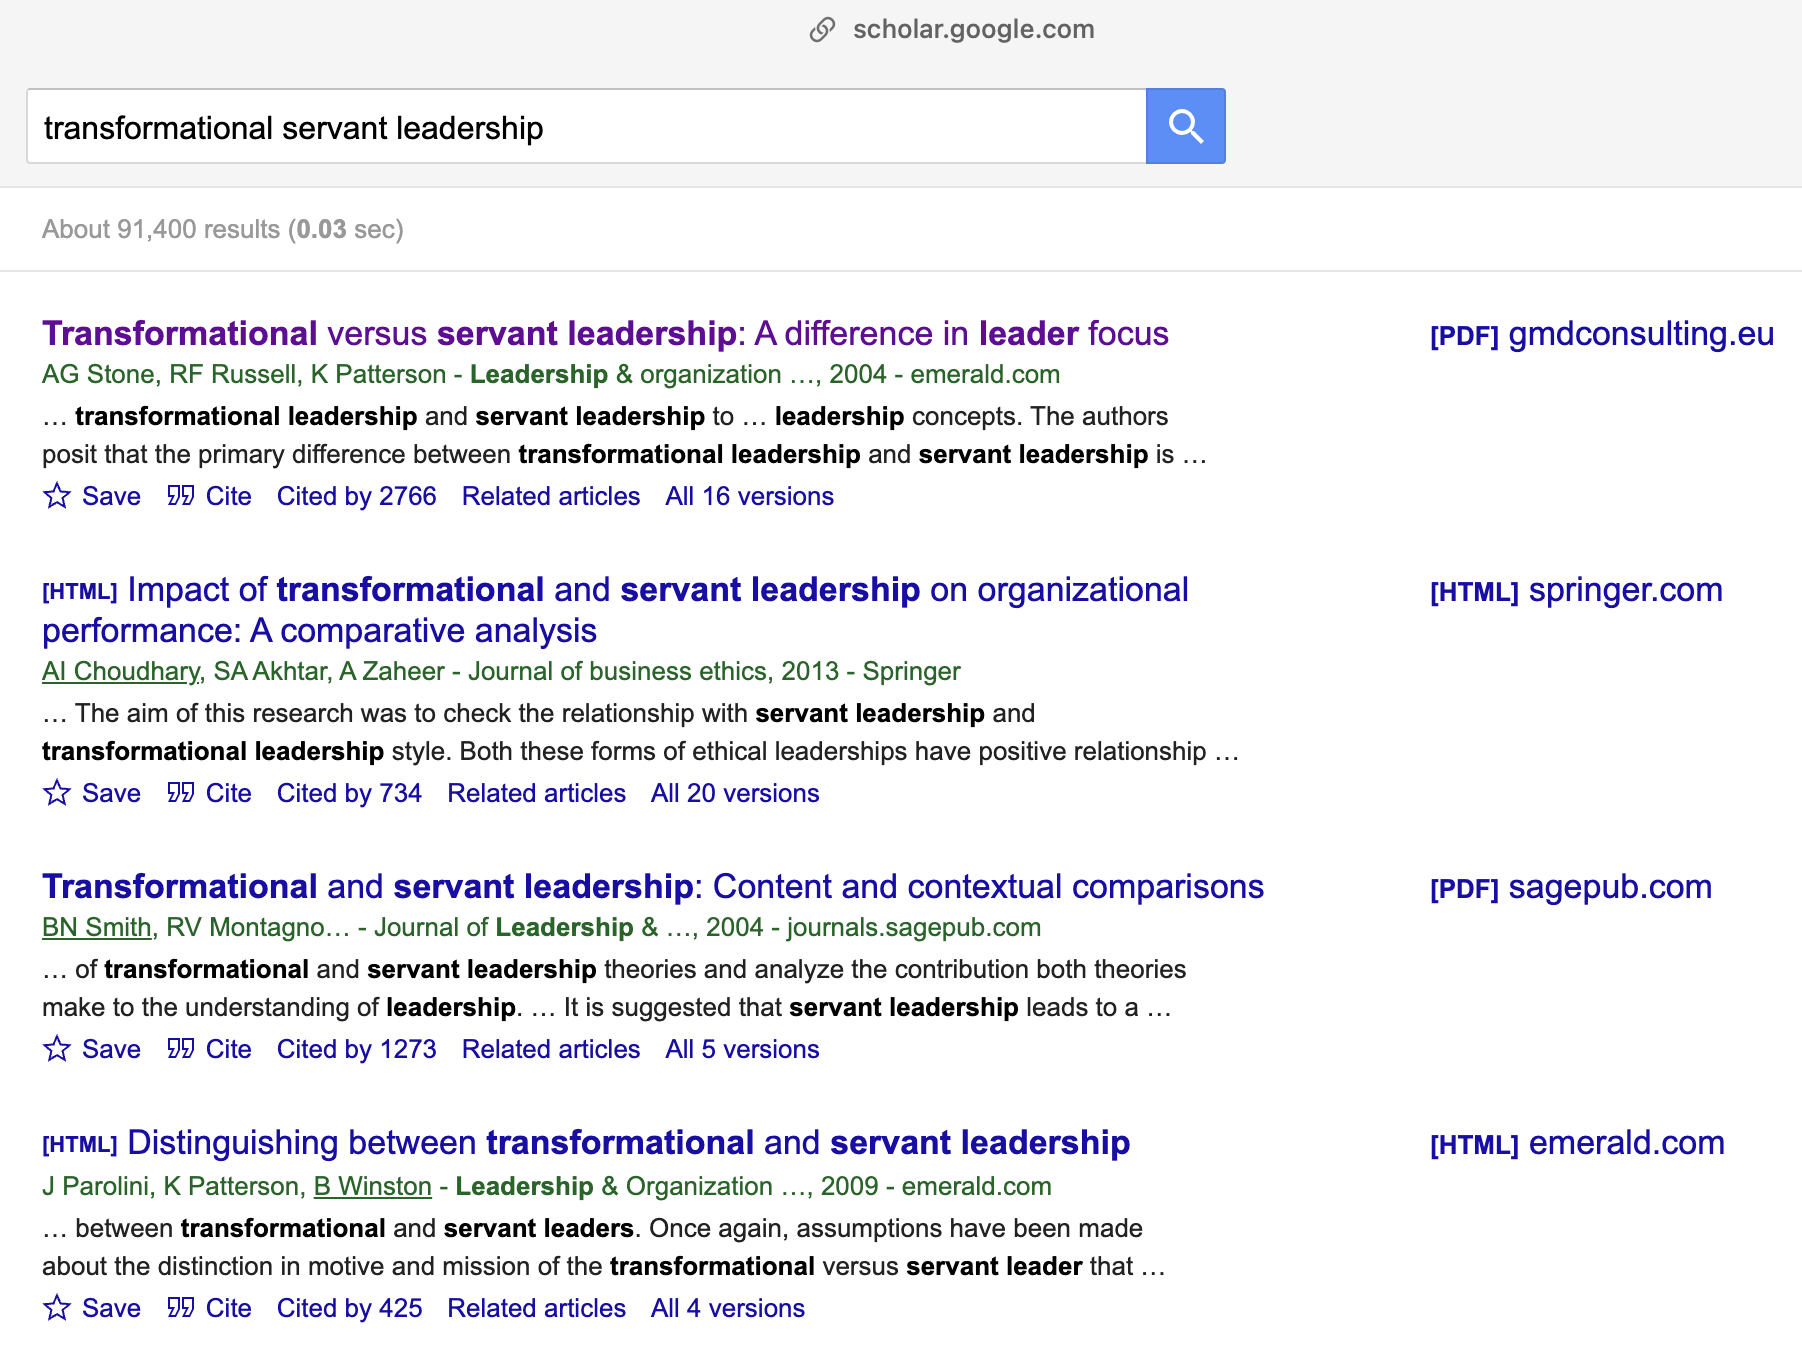 scholar.google.com
transformational servant leadership
About 91,400 results (0.03 sec)
Transformational versus servant leadership: A difference in leader focus
[PDF] gmdconsulting.eu
AG Stone, RF Russell, K Patterson - Leadership & organization …, 2004 - emerald.com
… transformational leadership and servant leadership to … leadership concepts. The authors
posit that the primary difference between transformational leadership and servant leadership is …
Save Cite Cited by 2766 Related articles All 16 versions
[HTML] Impact of transformational and servant leadership on organizational
performance: A comparative analysis
[HTML] springer.com
AI Choudhary, SA Akhtar, A Zaheer - Journal of business ethics, 2013 - Springer
… The aim of this research was to check the relationship with servant leadership and
transformational leadership style. Both these forms of ethical leaderships have positive relationship …
Save Cite Cited by 734 Related articles All 20 versions
Transformational and servant leadership: Content and contextual comparisons
[PDF] sagepub.com
BN Smith, RV Montagno… - Journal of Leadership & …, 2004 - journals.sagepub.com
… of transformational and servant leadership theories and analyze the contribution both theories
make to the understanding of leadership. … It is suggested that servant leadership leads to a …
Save Cite Cited by 1273 Related articles All 5 versions
[HTML] Distinguishing between transformational and servant leadership
[HTML] emerald.com
J Parolini, K Patterson, B Winston - Leadership & Organization …, 2009 - emerald.com
… between transformational and servant leaders. Once again, assumptions have been made
about the distinction in motive and mission of the transformational versus servant leader that …
Save Cite Cited by 425 Related articles All 4 versions